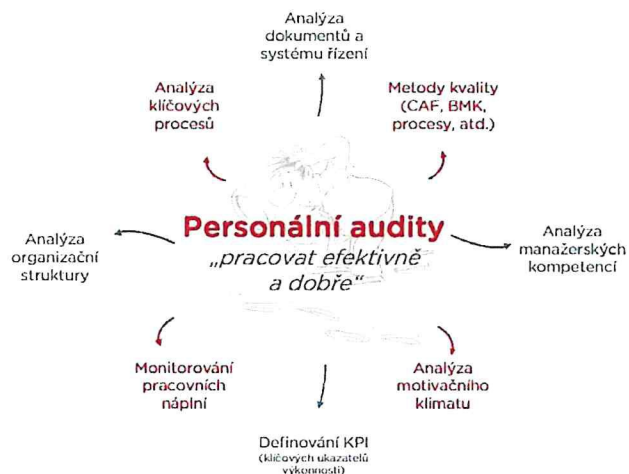 Analýza
dokumentů a
systému řízení
Analýza
klíčových
procesů
Metody kvality
(CAF, BMK,
procesy, atd.)
Personální audity
„pracovat efektivně
a dobře“
Analýza
organizační
struktury
Analýza
manažerských
kompetencí
Monitorování
pracovních
náplní
Analýza
motivačního
klimatu
Definování KPI
(klíčových ukazatelů
výkonnosti)